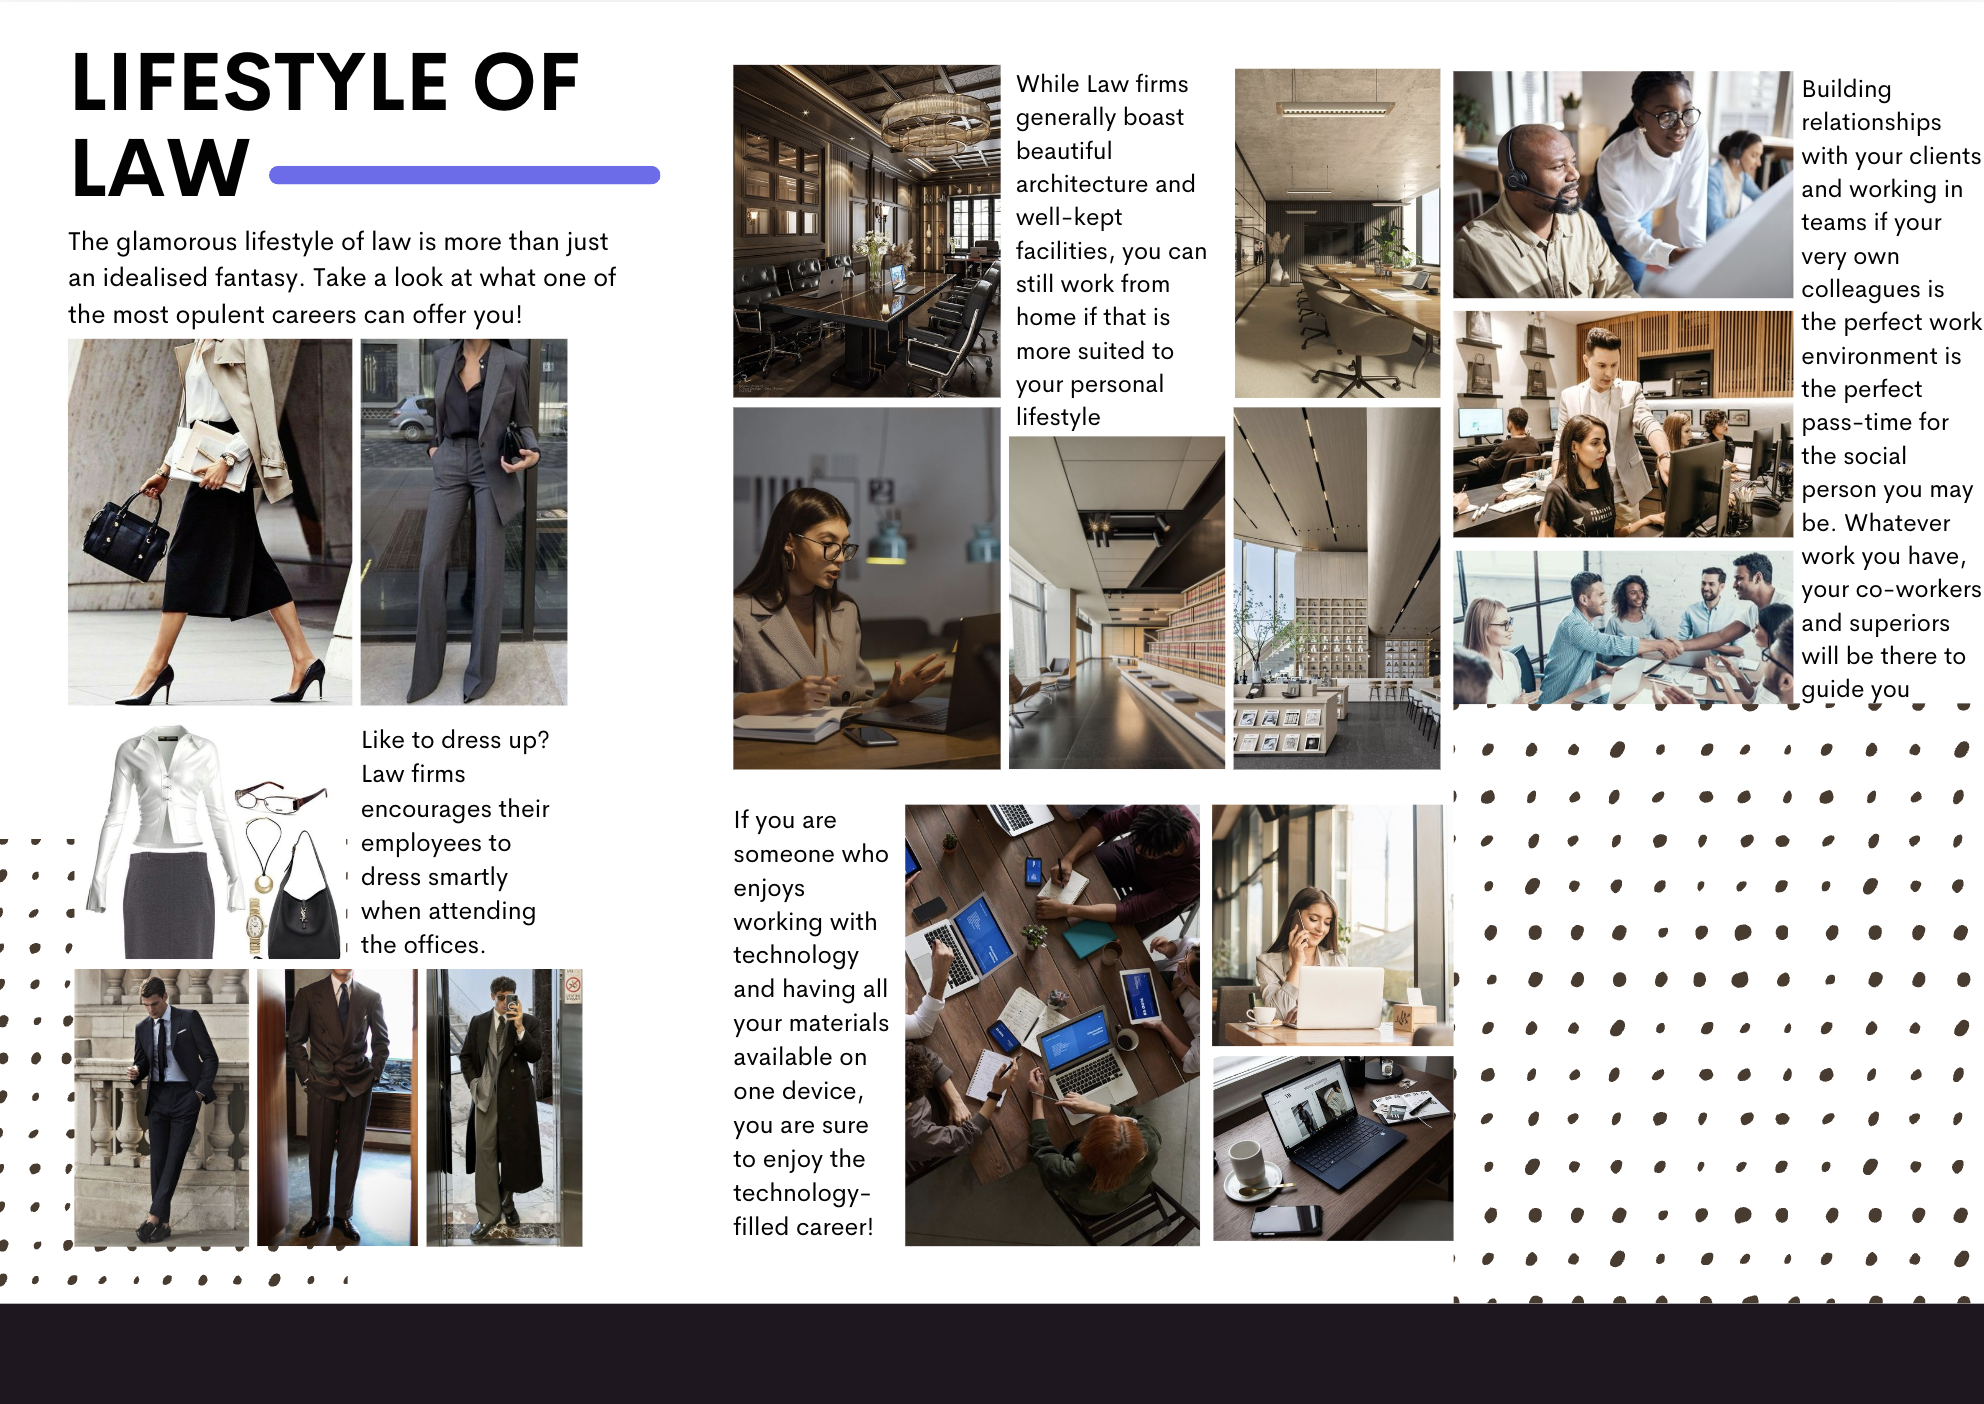 LIFESTYLE OF
LAW
The glamorous lifestyle of law is more than just
an idealised fantasy. Take a look at what one of
the most opulent careers can offer you!
Like to dress up?
Law firms
encourages their
employees to
dress smartly
when attending
the offices.
While Law firms
generally boast
beautiful
architecture and
well-kept
facilities, you can
still work from
home if that is
more suited to
your personal
lifestyle
If you are
someone who
enjoys
working with
technology
and having all
your materials
available on
one device,
you are sure
to enjoy the
technology-
filled career!
Building
relationships
with your clients
and working in
teams if your
very own
colleagues is
the perfect work
environment is
the perfect
pass-time for
the social
person you may
be. Whatever
work you have,
your co-workers
and superiors
will be there to
guide you